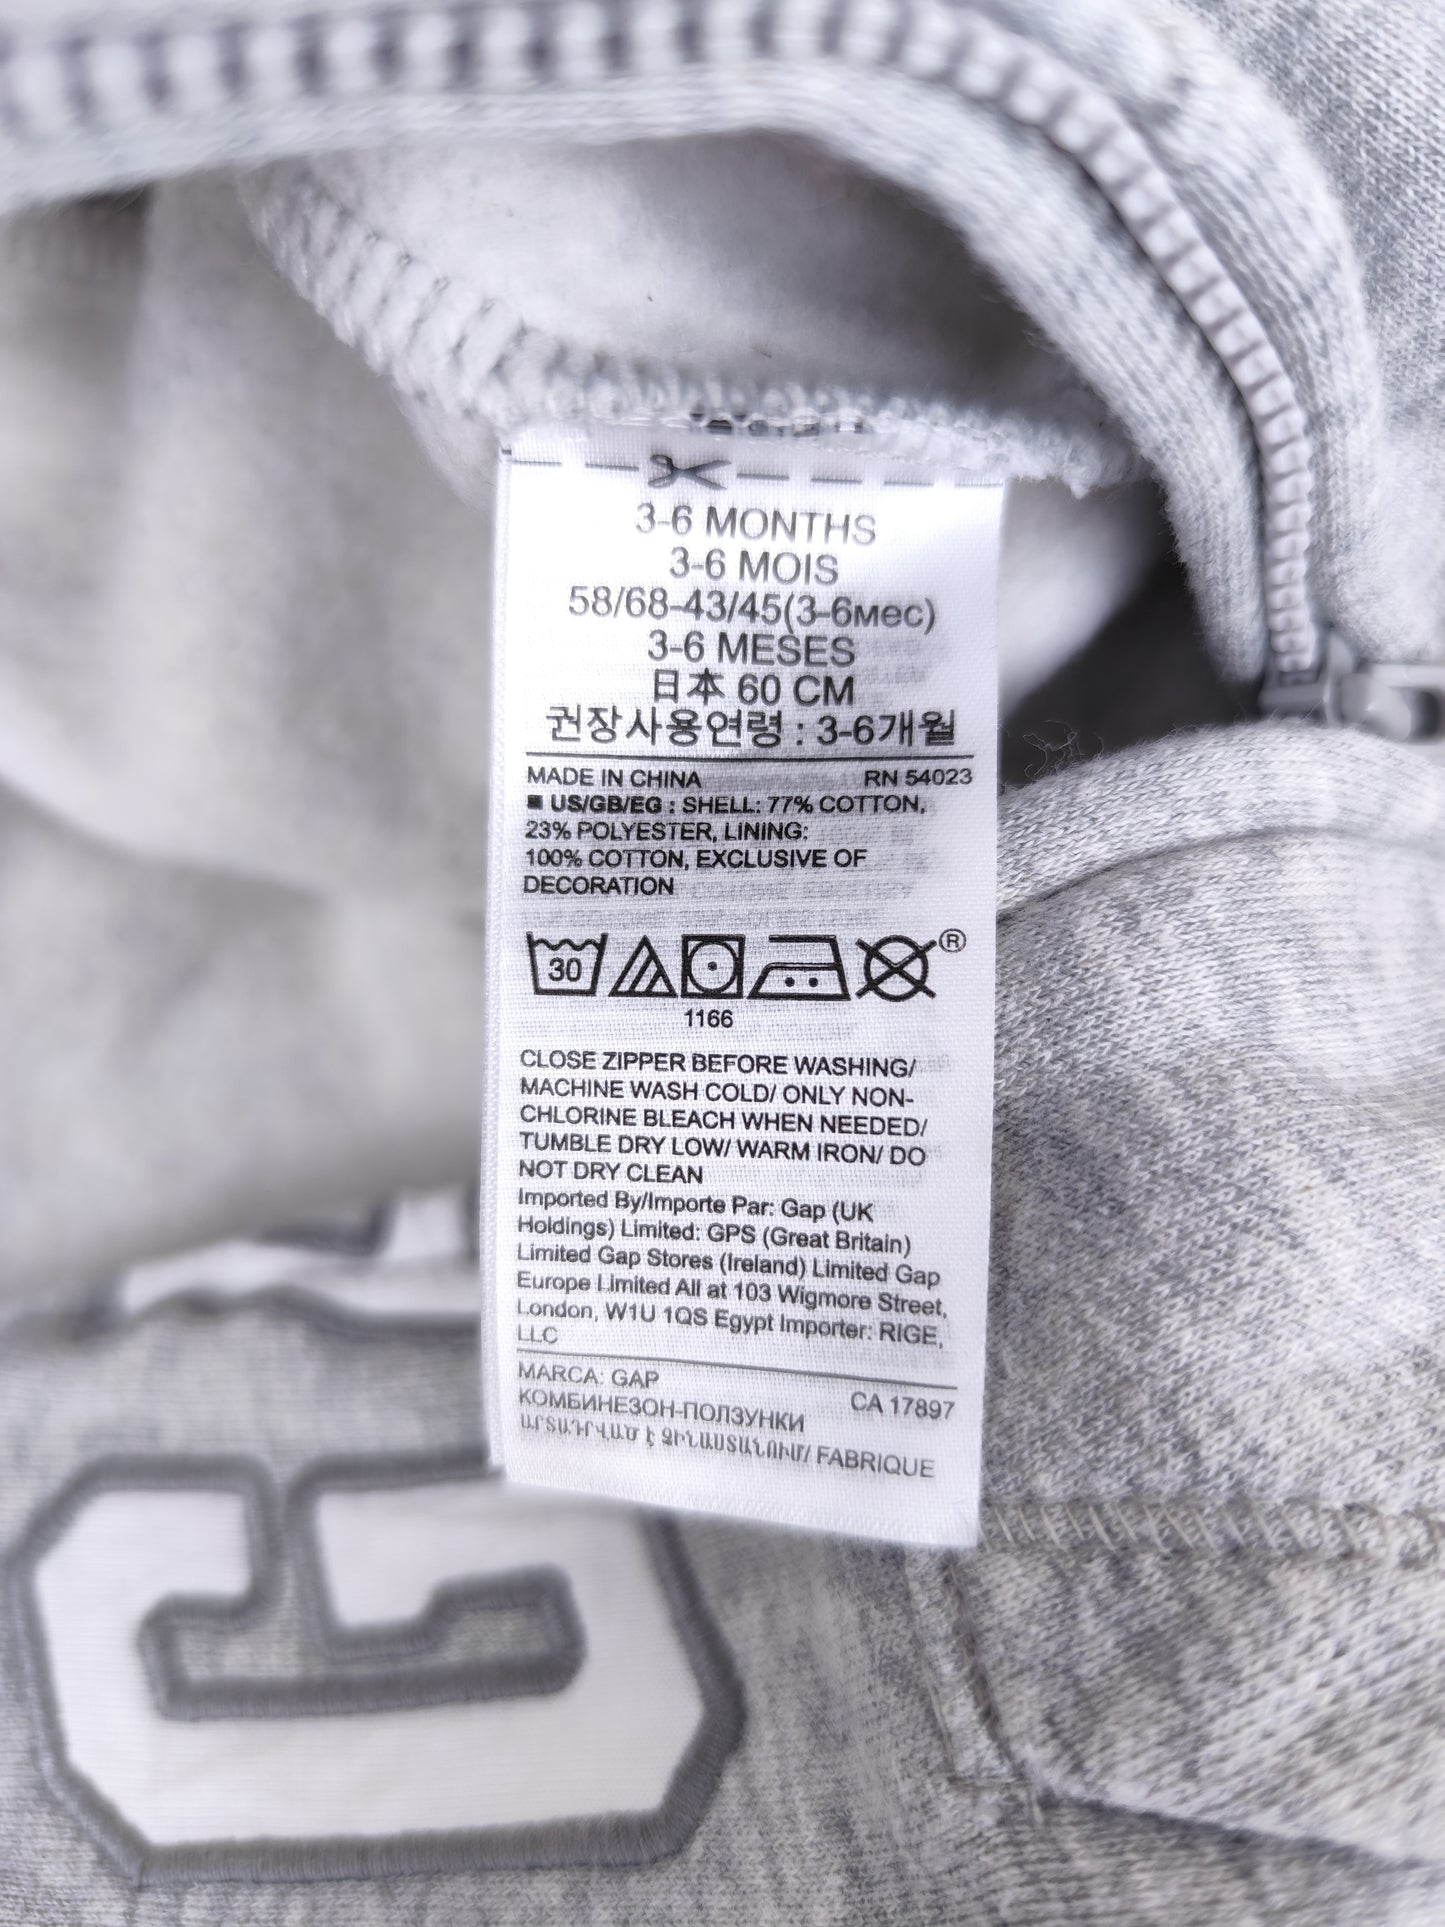 3-6 MONTHS
3-6 MOIS
58/68-43/45(3-6мес)
3-6 MESES
日本 60 CM
권장사용연령 : 3-6개월
MADE IN CHINA RN 54023
■ US/GB/EG : SHELL: 77% COTTON,
23% POLYESTER, LINING:
100% COTTON, EXCLUSIVE OF
DECORATION
30 ®
1166
CLOSE ZIPPER BEFORE WASHING/
MACHINE WASH COLD/ ONLY NON-
CHLORINE BLEACH WHEN NEEDED/
TUMBLE DRY LOW/ WARM IRON/ DO
NOT DRY CLEAN
Imported By/Importe Par: Gap (UK
Holdings) Limited: GPS (Great Britain)
Limited Gap Stores (Ireland) Limited Gap
Europe Limited All at 103 Wigmore Street,
London, W1U 1QS Egypt Importer: RIGE,
LLC
MARCA: GAP CA 17897
КОМБИНЕЗОН-ПОЛЗУНКИ
ԱՐՏԱԴՐՎԱԾ Է ՉԻՆԱՍՏԱՆՈՒՄ/ FABRIQUE
G